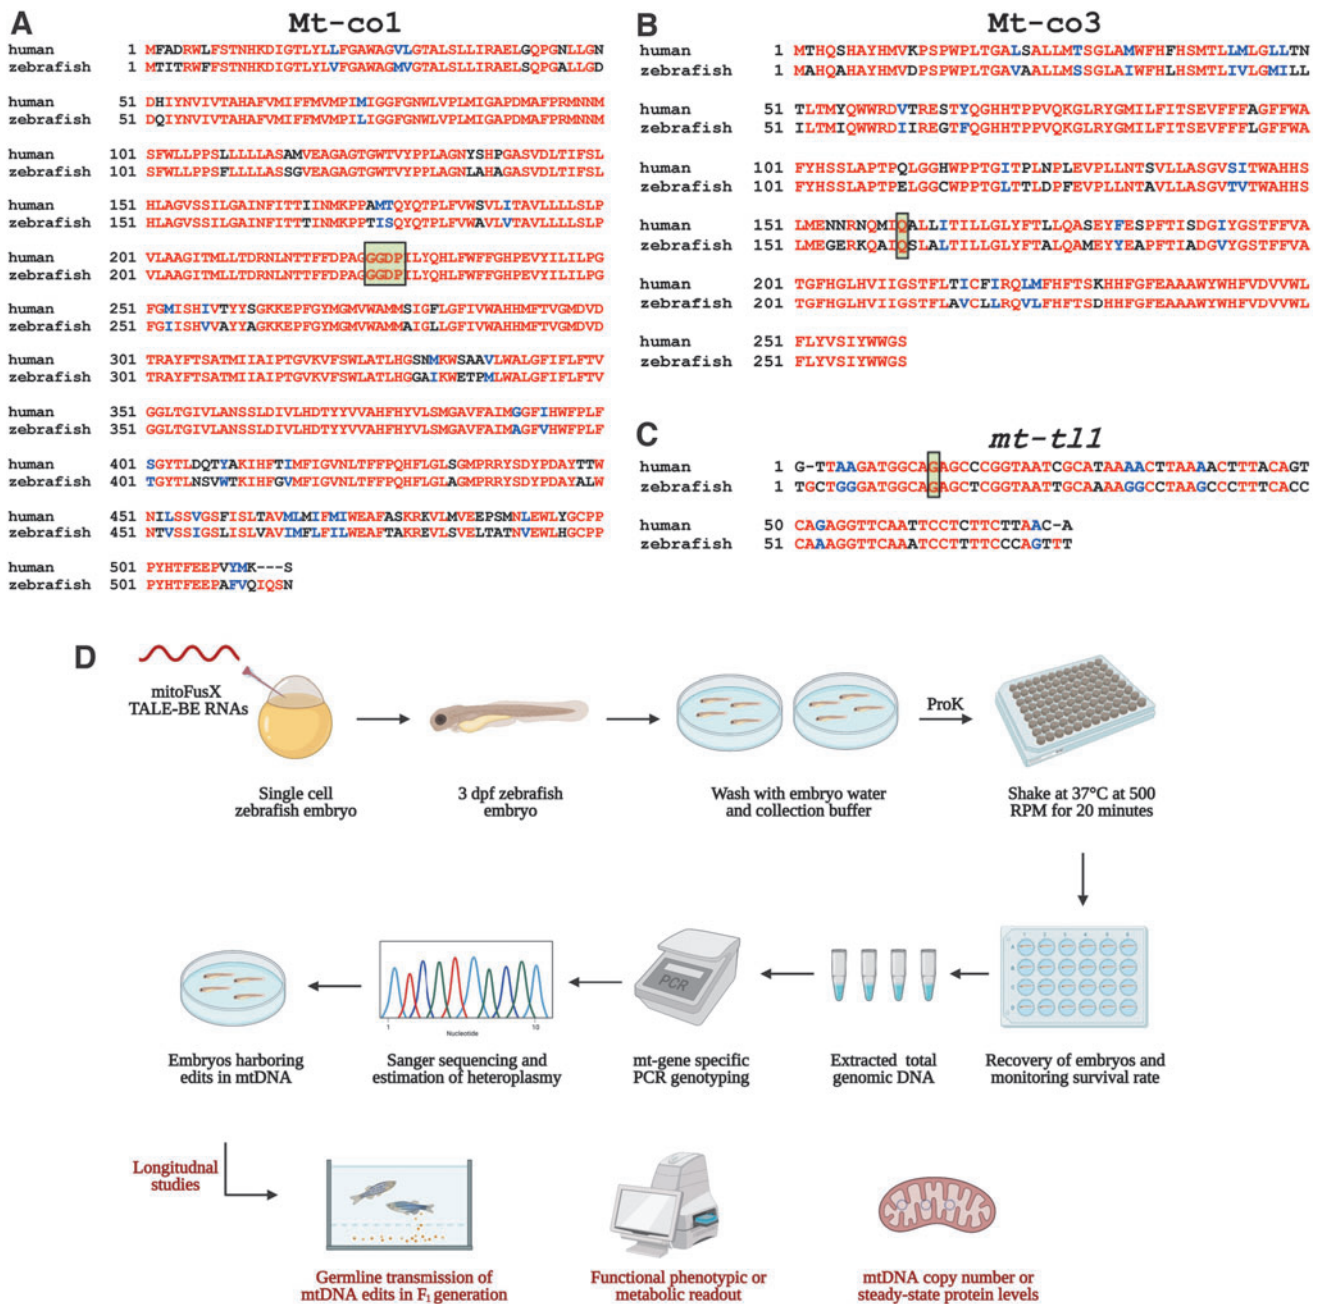 A
Mt-co1
human 1 MFADRWLFSTNHKDIGTLYLLFGAWAGVLGTALSLLIRAELGQPGNLLGN
zebrafish 1 MTITRWFFSTNHKDIGTLYLVFGAWAGMVGTALSLLIRAELSQPGALLGD
human 51 DHIYNVIVTAHAFVMIFFMVMPIMIGGFGNWLVPLMIGAPDMAFPRMNNM
zebrafish 51 DQIYNVIVTAHAFVMIFFMVMPILIGGFGNWLVPLMIGAPDMAFPRMNNM
human 101 SFWLLPPSLLLLLASAMVEAGAGTGWTVYPPLAGNYSHPGASVDLTIFSL
zebrafish 101 SFWLLPPSFLLLLASSGVEAGAGTGWTVYPPLAGNLAHAGASVDLTIFSL
human 151 HLAGVSSILGAINFITTIINMKPPAMTQYQTPLFVWSVLITAVLLLLSLP
zebrafish 151 HLAGVSSILGAINFITTTINMKPPTISQYQTPLFVWAVLVTAVLLLLSLP
human 201 VLAAGITMLLTDRNLNTTFFDPAGGGDPILYQHLFWFFGHPEVYILILPG
zebrafish 201 VLAAGITMLLTDRNLNTTFFDPAGGGDPILYQHLFWFFGHPEVYILILPG
human 251 FGMISHIVTYYSGKKEPFGYMGMVWAMMSIGFLGFIVWAHHMFTVGMDVD
zebrafish 251 FGIISHVVAYYAGKKEPFGYMGMVWAMMAIGLLGFIVWAHHMFTVGMDVD
human 301 TRAYFTSATMIIAIPTGVKVFSWLATLHGSNMKWSAAVLWALGFIFLFTV
zebrafish 301 TRAYFTSATMIIAIPTGVKVFSWLATLHGGAIKWETPMLWALGFIFLFTV
human 351 GGLTGIVLANSSLDIVLHDTYYVVAHFHYVLSMGAVFAIMGGFIHWFPLF
zebrafish 351 GGLTGIVLANSSLDIVLHDTYYVVAHFHYVLSMGAVFAIMAGFVHWFPLF
human 401 SGYTLDQTYAKIHFTIMFIGVNLTFFPQHFLGLSGMPRRYSDYPDAYTTW
zebrafish 401 TGYTLNSVWTKIHFGVMFIGVNLTFFPQHFLGLAGMPRRYSDYPDAYALW
human 451 NILSSVGSFISLTAVMLMIFMIWEAFASKRKVLMVEEPSMNLEWLYGCPP
zebrafish 451 NTVSSIGSLISLVAVIMFLFILWEAFTAKREVLSVELTATNVEWLHGCPP
human 501 PYHTFEEPVYMK---S
zebrafish 501 PYHTFEEPAFVQIQSN
B
Mt-co3
human 1 MTHQSHAYHMVKPSPWPLTGALSALLMTSGLAMWFHFHSMTLLMLGLLTN
zebrafish 1 MAHQAHAYHMVDPSPWPLTGAVAALLMSSGLAIWFHLHSMTLIVLGMILL
human 51 TLTMYQWWRDVTRESTYQGHHTPPVQKGLRYGMILFITSEVFFFAGFFWA
zebrafish 51 ILTMIQWWRDIIREGTFQGHHTPPVQKGLRYGMILFITSEVFFFLGFFWA
human 101 FYHSSLAPTPQLGGHWPPTGITPLNPLEVPLLNTSVLLASGVSITWAHHS
zebrafish 101 FYHSSLAPTPELGGCWPPTGLTTLDPFEVPLLNTAVLLASGVTVTWAHHS
human 151 LMENNRNQMIQALLITILLGLYFTLLQASEYFESPFTISDGIYGSTFFVA
zebrafish 151 LMEGERKQAIQSLALTILLGLYFTALQAMEYYEAPFTIADGVYGSTFFVA
human 201 TGFHGLHVIIGSTFLTICFIRQLMFHFTSKHHFGFEAAAWYWHFVDVVWL
zebrafish 201 TGFHGLHVIIGSTFLAVCLLRQVLFHFTSDHHFGFEAAAWYWHFVDVVWL
human 251 FLYVSIYWWGS
zebrafish 251 FLYVSIYWWGS
C
mt-tl1
human 1 G-TTAAGATGGCAGAGCCCGGTAATCGCATAAAACTTAAAACTTTACAGT
zebrafish 1 TGCTGGGATGGCAGAGCTCGGTAATTGCAAAAGGCCTAAGCCCTTTCACC
human 50 CAGAGGTTCAATTCCTCTTCTTAAC-A
zebrafish 51 CAAAGGTTCAAATCCTTTTCCCAGTTT
D
mitoFusX
TALE-BE RNAs
ProK
Single cell
zebrafish embryo
3 dpf zebrafish
embryo
Wash with embryo water
and collection buffer
Shake at 37°C at 500
RPM for 20 minutes
PCR
1 10
Nucleotide
Embryos harboring
edits in mtDNA
Sanger sequencing and
estimation of heteroplasmy
mt-gene specific
PCR genotyping
Extracted total
genomic DNA
Recovery of embryos and
monitoring survival rate
Longitudnal
studies
Germline transmission of
mtDNA edits in F₁ generation
Functional phenotypic or
metabolic readout
mtDNA copy number or
steady-state protein levels